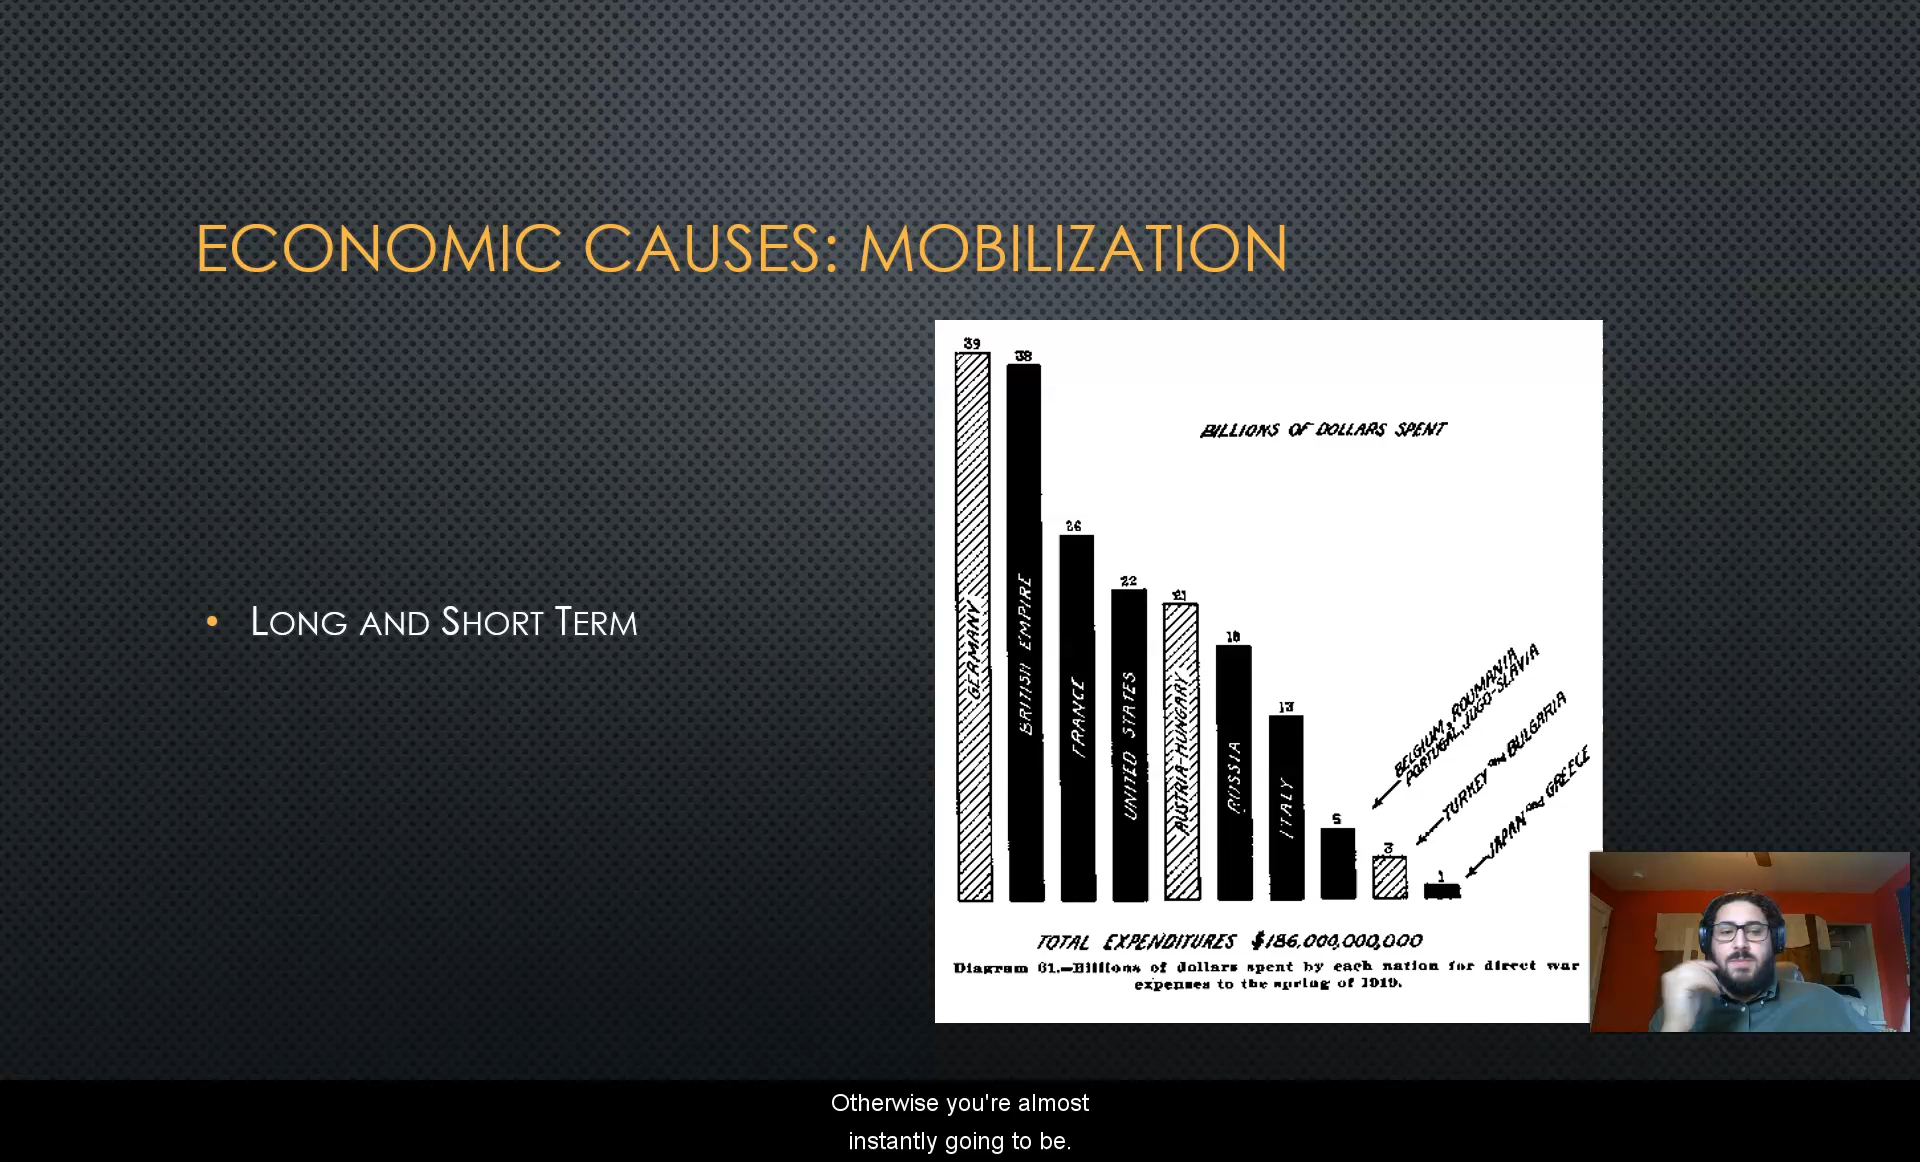 ECONOMIC CAUSES: MOBILIZATION
• LONG AND SHORT TERM
39
38
26
22
21
18
13
5
3
1
BILLIONS OF DOLLARS SPENT
GERMANY
BRITISH EMPIRE
FRANCE
UNITED STATES
AUSTRIA-HUNGARY
RUSSIA
ITALY
BELGIUM, ROUMANIA
PORTUGAL, JUGO-SLAVIA
TURKEY and BULGARIA
JAPAN and GREECE
TOTAL EXPENDITURES $186,000,000,000
Diagram 61.—Billions of dollars spent by each nation for direct war
expenses to the spring of 1919.
Otherwise you're almost
instantly going to be.